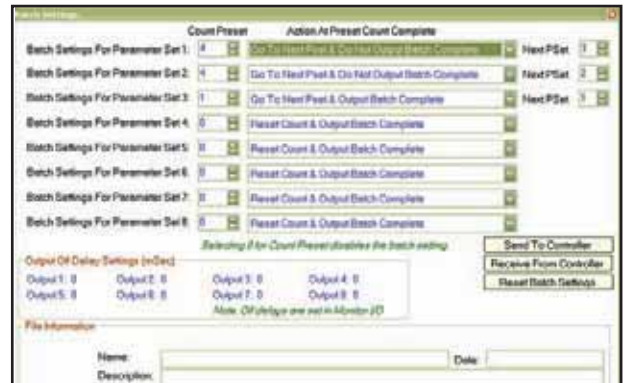 Batch Settings...
Count Preset Action At Preset Count Complete
Batch Settings For Parameter Set 1: 4 Go To Next Pset & Do Not Output Batch Complete Next PSet
Batch Settings For Parameter Set 2: 4 Go To Next Pset & Do Not Output Batch Complete Next PSet 2
Batch Settings For Parameter Set 3: 1 Go To Next Pset & Output Batch Complete Next PSet
Batch Settings For Parameter Set 4: 0 Reset Count & Output Batch Complete
Batch Settings For Parameter Set 5: 0 Reset Count & Output Batch Complete
Batch Settings For Parameter Set 6: 0 Reset Count & Output Batch Complete
Batch Settings For Parameter Set 7: 0 Reset Count & Output Batch Complete
Batch Settings For Parameter Set 8: 0 Reset Count & Output Batch Complete
Selecting 0 for Count Preset disables the batch setting.
Send To Controller
Receive From Controller
Reset Batch Settings
Output Off Delay Settings (mSec)
Output 1: 0 Output 2: 0 Output 3: 0 Output 4: 0
Output 5: 0 Output 6: 0 Output 7: 0 Output 8: 0
Note: Off delays are set in Monitor I/O
File Information
Name: Date:
Description: